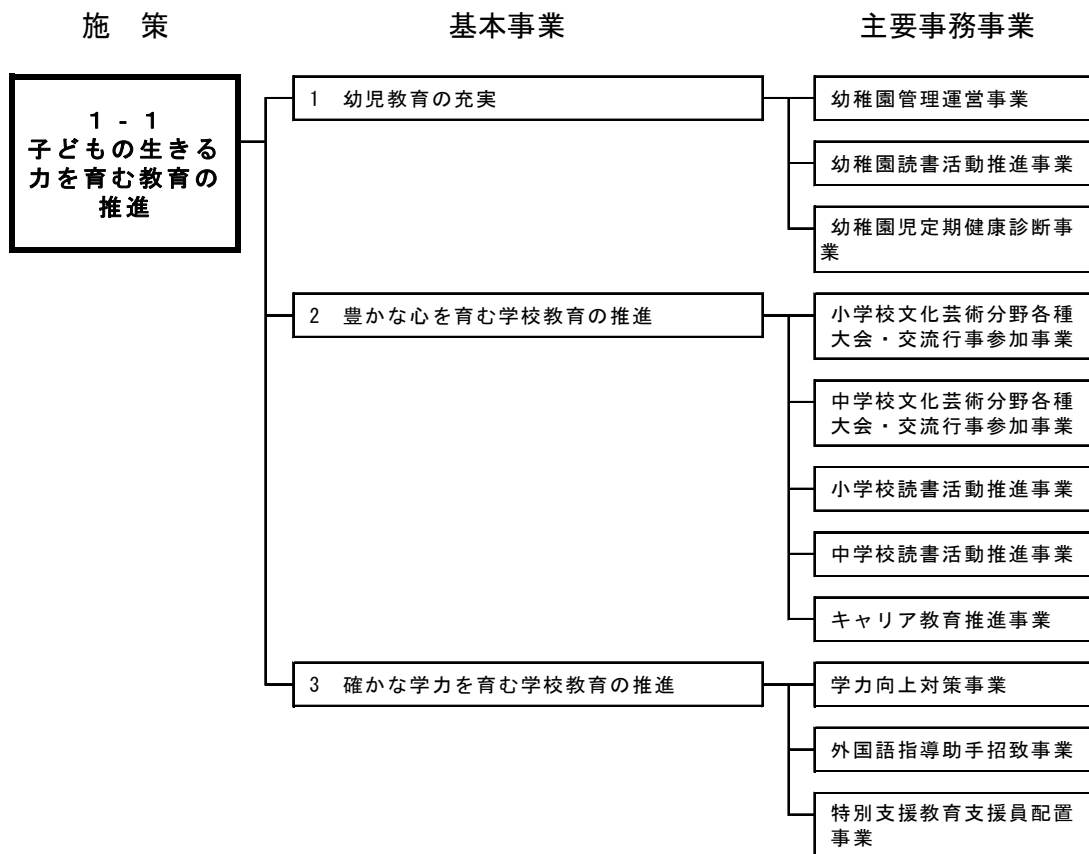 施　策
基本事業
主要事務事業
1 - 1
子どもの生きる
力を育む教育の
推進
1　幼児教育の充実
幼稚園管理運営事業
幼稚園読書活動推進事業
幼稚園児定期健康診断事
業
2　豊かな心を育む学校教育の推進
小学校文化芸術分野各種
大会・交流行事参加事業
中学校文化芸術分野各種
大会・交流行事参加事業
小学校読書活動推進事業
中学校読書活動推進事業
キャリア教育推進事業
3　確かな学力を育む学校教育の推進
学力向上対策事業
外国語指導助手招致事業
特別支援教育支援員配置
事業